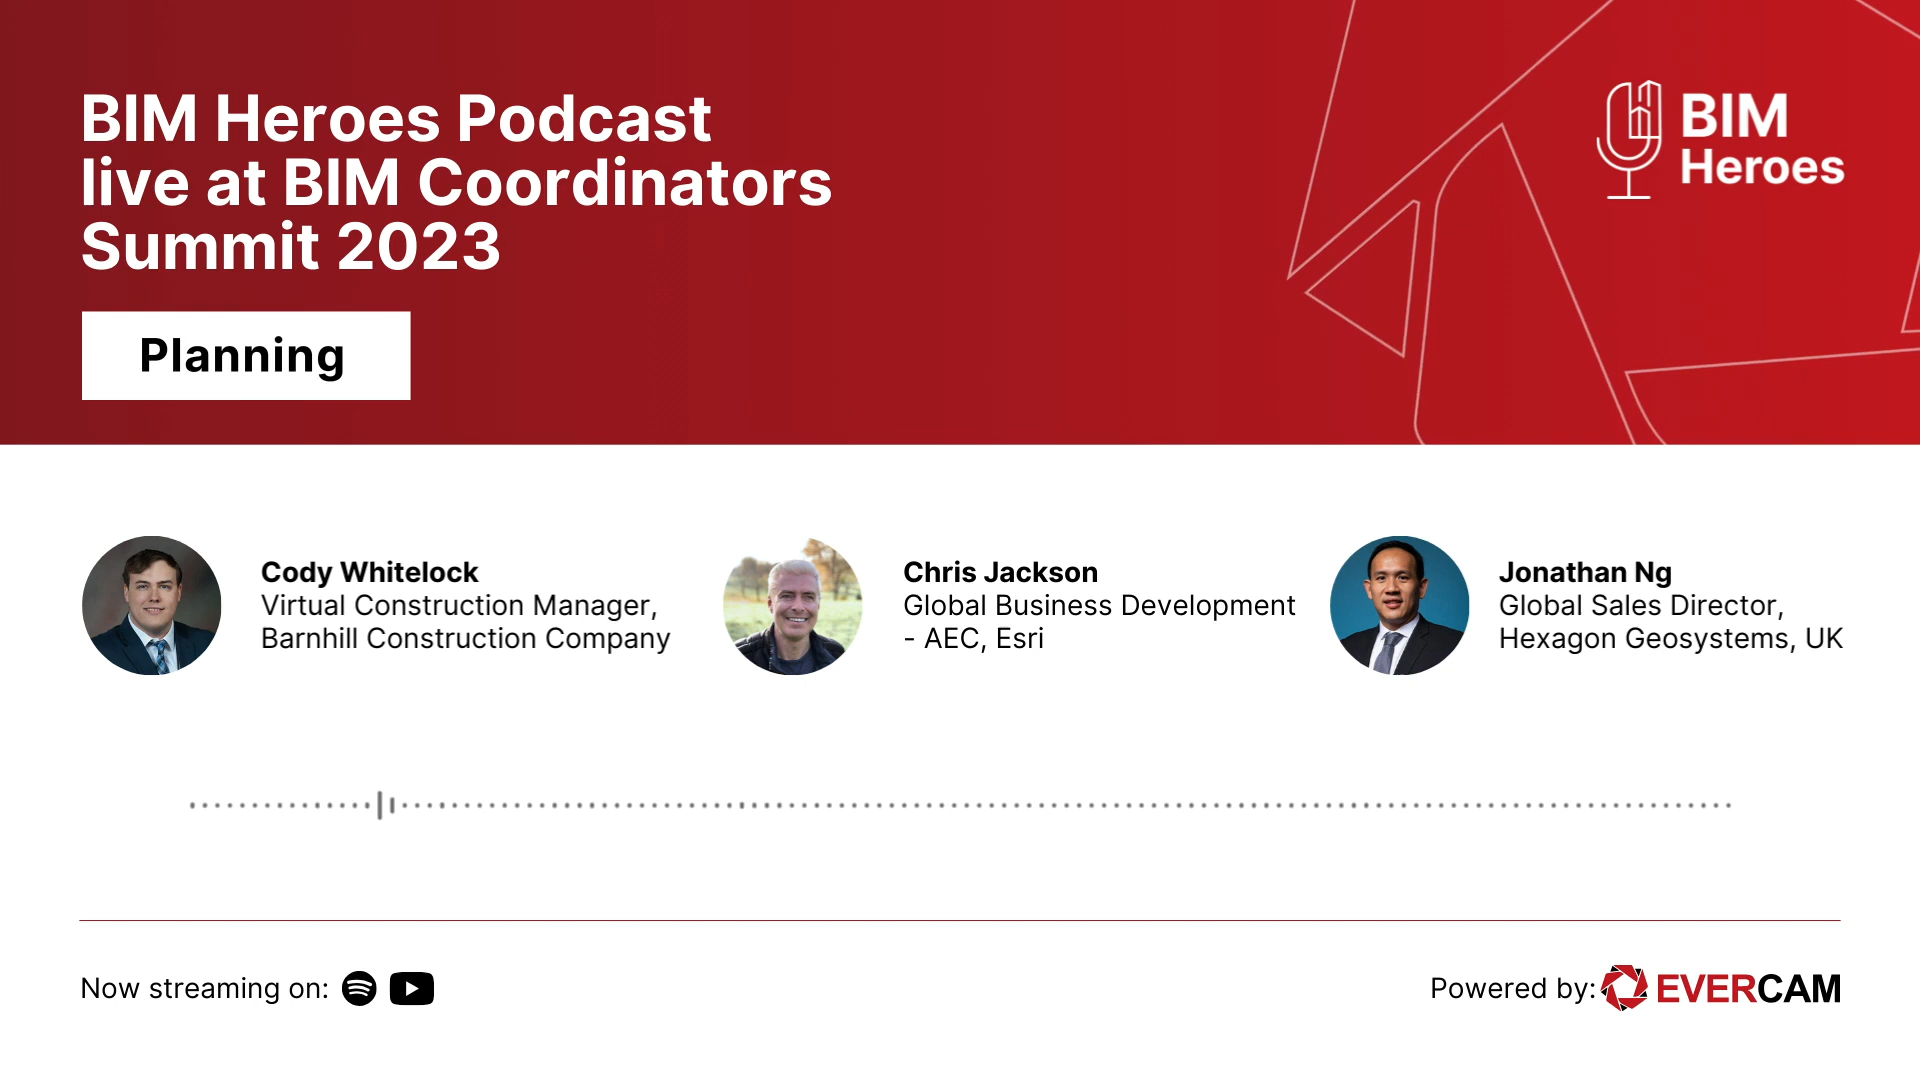 BIM Heroes Podcast
live at BIM Coordinators
Summit 2023
BIM
Heroes
Planning
Cody Whitelock
Virtual Construction Manager,
Barnhill Construction Company
Chris Jackson
Global Business Development
- AEC, Esri
Jonathan Ng
Global Sales Director,
Hexagon Geosystems, UK
Now streaming on:
Powered by: EVERCAM